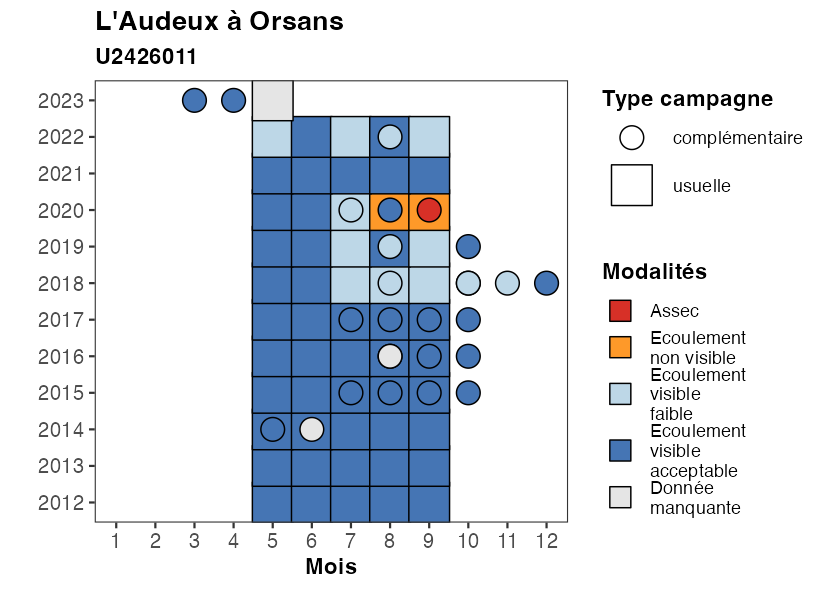 L'Audeux à Orsans
U2426011
2023
2022
2021
2020
2019
2018
2017
2016
2015
2014
2013
2012
1 2 3 4 5 6 7 8 9 10 11 12
Mois
Type campagne
complémentaire
usuelle
Modalités
Assec
Ecoulement
non visible
Ecoulement
visible
faible
Ecoulement
visible
acceptable
Donnée
manquante